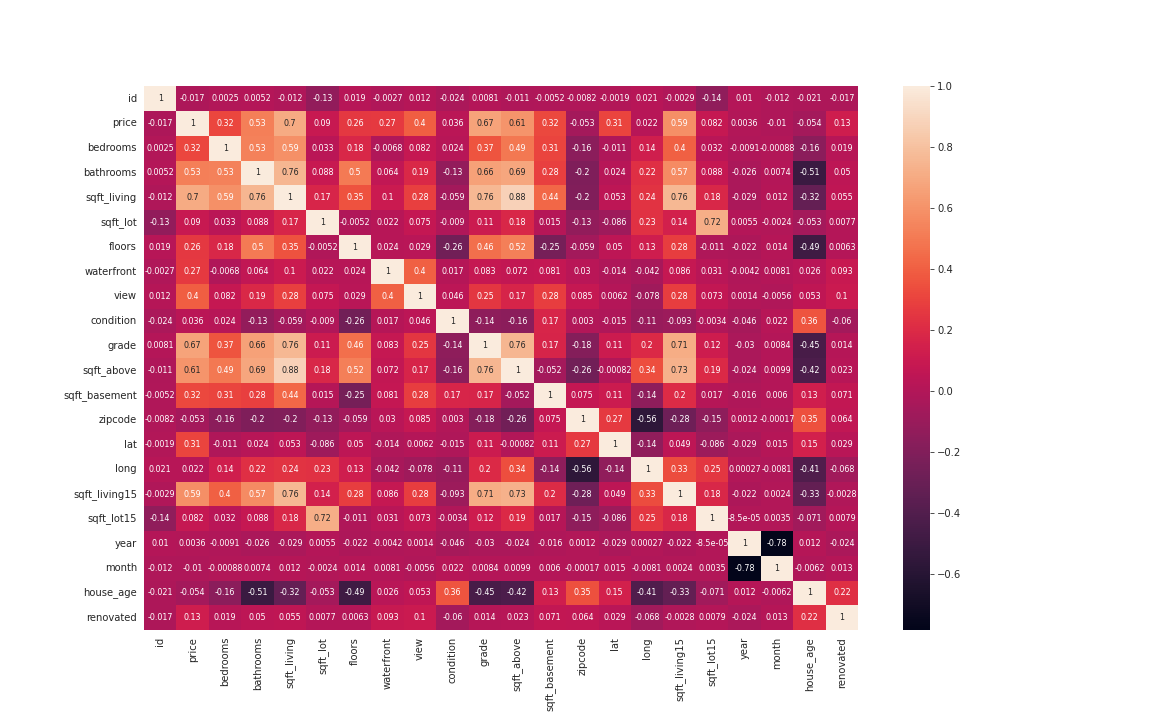 1.0
id 1 -0.017 0.0025 0.0052 -0.012 -0.13 0.019 -0.0027 0.012 -0.024 0.0081 -0.011 -0.0052 -0.0082 -0.0019 0.021 -0.0029 -0.14 0.01 -0.012 -0.021 -0.017
price -0.017 1 0.32 0.53 0.7 0.09 0.26 0.27 0.4 0.036 0.67 0.61 0.32 -0.053 0.31 0.022 0.59 0.082 0.0036 -0.01 -0.054 0.13
0.8
bedrooms 0.0025 0.32 1 0.53 0.59 0.033 0.18 -0.0068 0.082 0.024 0.37 0.49 0.31 -0.16 -0.011 0.14 0.4 0.032 -0.0091 -0.00088 -0.16 0.019
bathrooms 0.0052 0.53 0.53 1 0.76 0.088 0.5 0.064 0.19 -0.13 0.66 0.69 0.28 -0.2 0.024 0.22 0.57 0.088 -0.026 0.0074 -0.51 0.05
sqft_living -0.012 0.7 0.59 0.76 1 0.17 0.35 0.1 0.28 -0.059 0.76 0.88 0.44 -0.2 0.053 0.24 0.76 0.18 -0.029 0.012 -0.32 0.055
0.6
sqft_lot -0.13 0.09 0.033 0.088 0.17 1 -0.0052 0.022 0.075 -0.009 0.11 0.18 0.015 -0.13 -0.086 0.23 0.14 0.72 0.0055 -0.0024 -0.053 0.0077
floors 0.019 0.26 0.18 0.5 0.35 -0.0052 1 0.024 0.029 -0.26 0.46 0.52 -0.25 -0.059 0.05 0.13 0.28 -0.011 -0.022 0.014 -0.49 0.0063
waterfront -0.0027 0.27 -0.0068 0.064 0.1 0.022 0.024 1 0.4 0.017 0.083 0.072 0.081 0.03 -0.014 -0.042 0.086 0.031 -0.0042 0.0081 0.026 0.093
0.4
view 0.012 0.4 0.082 0.19 0.28 0.075 0.029 0.4 1 0.046 0.25 0.17 0.28 0.085 0.0062 -0.078 0.28 0.073 0.0014 -0.0056 0.053 0.1
condition -0.024 0.036 0.024 -0.13 -0.059 -0.009 -0.26 0.017 0.046 1 -0.14 -0.16 0.17 0.003 -0.015 -0.11 -0.093 -0.0034 -0.046 0.022 0.36 -0.06
0.2
grade 0.0081 0.67 0.37 0.66 0.76 0.11 0.46 0.083 0.25 -0.14 1 0.76 0.17 -0.18 0.11 0.2 0.71 0.12 -0.03 0.0084 -0.45 0.014
sqft_above -0.011 0.61 0.49 0.69 0.88 0.18 0.52 0.072 0.17 -0.16 0.76 1 -0.052 -0.26 -0.00082 0.34 0.73 0.19 -0.024 0.0099 -0.42 0.023
0.0
sqft_basement -0.0052 0.32 0.31 0.28 0.44 0.015 -0.25 0.081 0.28 0.17 0.17 -0.052 1 0.075 0.11 -0.14 0.2 0.017 -0.016 0.006 0.13 0.071
zipcode -0.0082 -0.053 -0.16 -0.2 -0.2 -0.13 -0.059 0.03 0.085 0.003 -0.18 -0.26 0.075 1 0.27 -0.56 -0.28 -0.15 0.0012 -0.00017 0.35 0.064
lat -0.0019 0.31 -0.011 0.024 0.053 -0.086 0.05 -0.014 0.0062 -0.015 0.11 -0.00082 0.11 0.27 1 -0.14 0.049 -0.086 -0.029 0.015 0.15 0.029
−0.2
long 0.021 0.022 0.14 0.22 0.24 0.23 0.13 -0.042 -0.078 -0.11 0.2 0.34 -0.14 -0.56 -0.14 1 0.33 0.25 0.00027 -0.0081 -0.41 -0.068
sqft_living15 -0.0029 0.59 0.4 0.57 0.76 0.14 0.28 0.086 0.28 -0.093 0.71 0.73 0.2 -0.28 0.049 0.33 1 0.18 -0.022 0.0024 -0.33 -0.0028
−0.4
sqft_lot15 -0.14 0.082 0.032 0.088 0.18 0.72 -0.011 0.031 0.073 -0.0034 0.12 0.19 0.017 -0.15 -0.086 0.25 0.18 1 -8.5e-05 0.0035 -0.071 0.0079
year 0.01 0.0036 -0.0091 -0.026 -0.029 0.0055 -0.022 -0.0042 0.0014 -0.046 -0.03 -0.024 -0.016 0.0012 -0.029 0.00027 -0.022 -8.5e-05 1 -0.78 0.012 -0.024
month -0.012 -0.01 -0.00088 0.0074 0.012 -0.0024 0.014 0.0081 -0.0056 0.022 0.0084 0.0099 0.006 -0.00017 0.015 -0.0081 0.0024 0.0035 -0.78 1 -0.0062 0.013
−0.6
house_age -0.021 -0.054 -0.16 -0.51 -0.32 -0.053 -0.49 0.026 0.053 0.36 -0.45 -0.42 0.13 0.35 0.15 -0.41 -0.33 -0.071 0.012 -0.0062 1 0.22
renovated -0.017 0.13 0.019 0.05 0.055 0.0077 0.0063 0.093 0.1 -0.06 0.014 0.023 0.071 0.064 0.029 -0.068 -0.0028 0.0079 -0.024 0.013 0.22 1
id price bedrooms bathrooms sqft_living sqft_lot floors waterfront view condition grade sqft_above sqft_basement zipcode lat long sqft_living15 sqft_lot15 year month house_age renovated